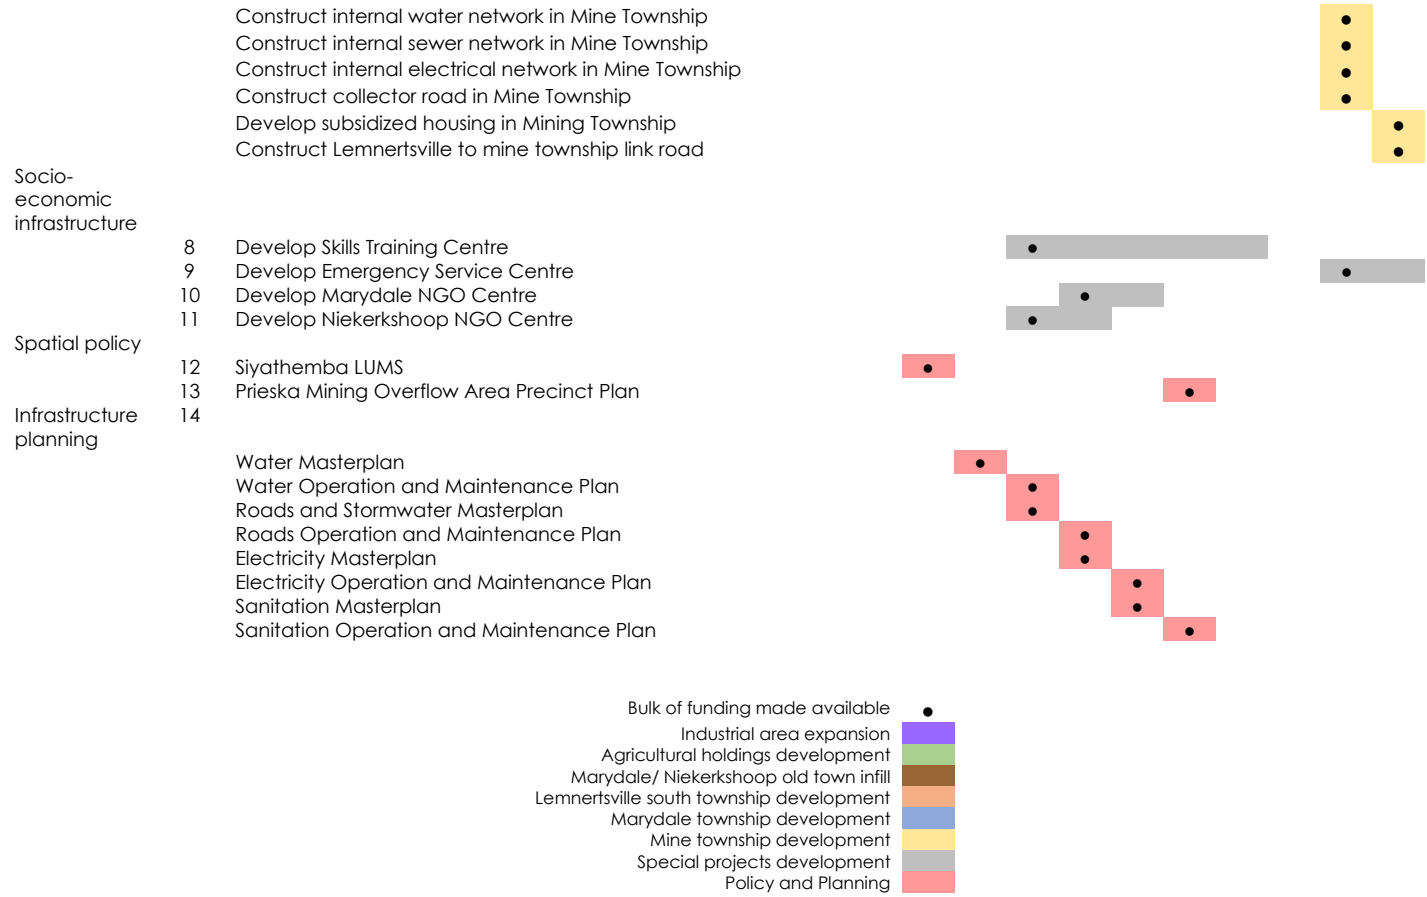 Construct internal water network in Mine Township
Construct internal sewer network in Mine Township
Construct internal electrical network in Mine Township
Construct collector road in Mine Township
Develop subsidized housing in Mining Township
Construct Lemnertsville to mine township link road
Socio-
economic
infrastructure
8 Develop Skills Training Centre
9 Develop Emergency Service Centre
10 Develop Marydale NGO Centre
11 Develop Niekerkshoop NGO Centre
Spatial policy
12 Siyathemba LUMS
13 Prieska Mining Overflow Area Precinct Plan
Infrastructure 14
planning
Water Masterplan
Water Operation and Maintenance Plan
Roads and Stormwater Masterplan
Roads Operation and Maintenance Plan
Electricity Masterplan
Electricity Operation and Maintenance Plan
Sanitation Masterplan
Sanitation Operation and Maintenance Plan
Bulk of funding made available
Industrial area expansion
Agricultural holdings development
Marydale/ Niekerkshoop old town infill
Lemnertsville south township development
Marydale township development
Mine township development
Special projects development
Policy and Planning